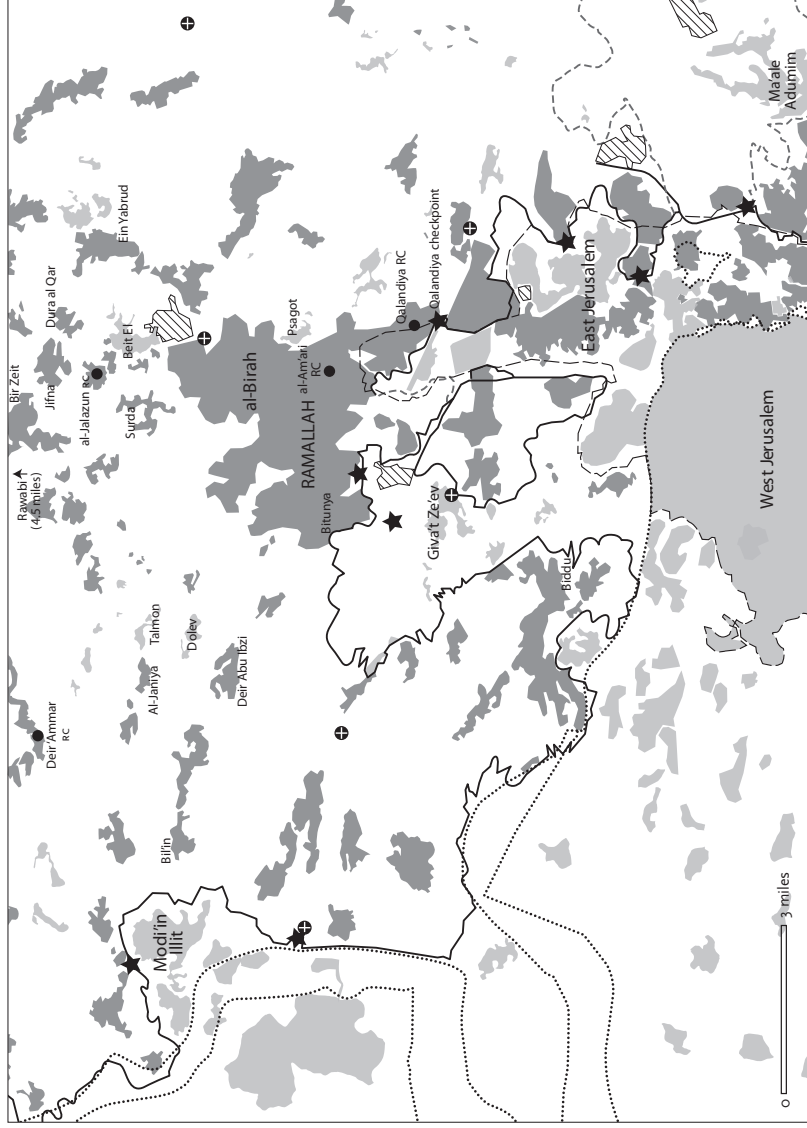 Bir Zeit
Rawabi
(4.5 miles)
Jifna
Dura al Qar
Deir 'Ammar
RC
al-Jalazun RC
Ein Yabrud
Beit El
Surda
Al-Janiya
Talmon
Bil'in
Modi'in
Illit
Dolev
Deir Abu Ibzi
al-Birah
Psagot
al-Am'ari
RC
RAMALLAH
Bitunya
Qalandiya RC
Qalandiya checkpoint
Giva't Ze'ev
Biddu
East Jerusalem
West Jerusalem
Ma'ale
Adumim
0 3 miles